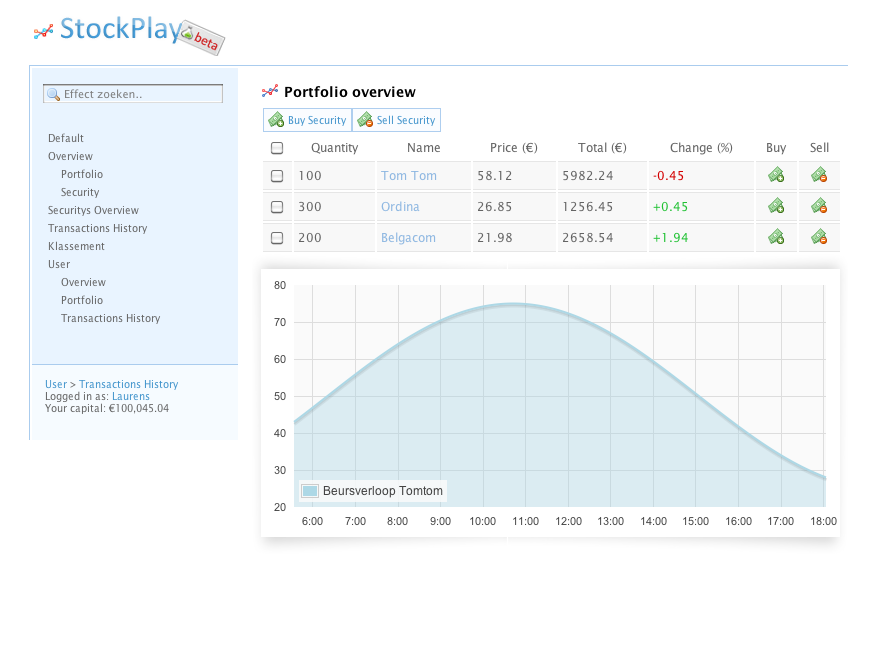 StockPlay beta
Effect zoeken..
Default
Overview
Portfolio
Security
Securitys Overview
Transactions History
Klassement
User
Overview
Portfolio
Transactions History
User > Transactions History
Logged in as: Laurens
Your capital: €100,045.04
Portfolio overview
Buy Security Sell Security
Quantity Name Price (€) Total (€) Change (%) Buy Sell
100 Tom Tom 58.12 5982.24 -0.45
300 Ordina 26.85 1256.45 +0.45
200 Belgacom 21.98 2658.54 +1.94
80
70
60
50
40
30
20
Beursverloop Tomtom
6:00 7:00 8:00 9:00 10:00 11:00 12:00 13:00 14:00 15:00 16:00 17:00 18:00